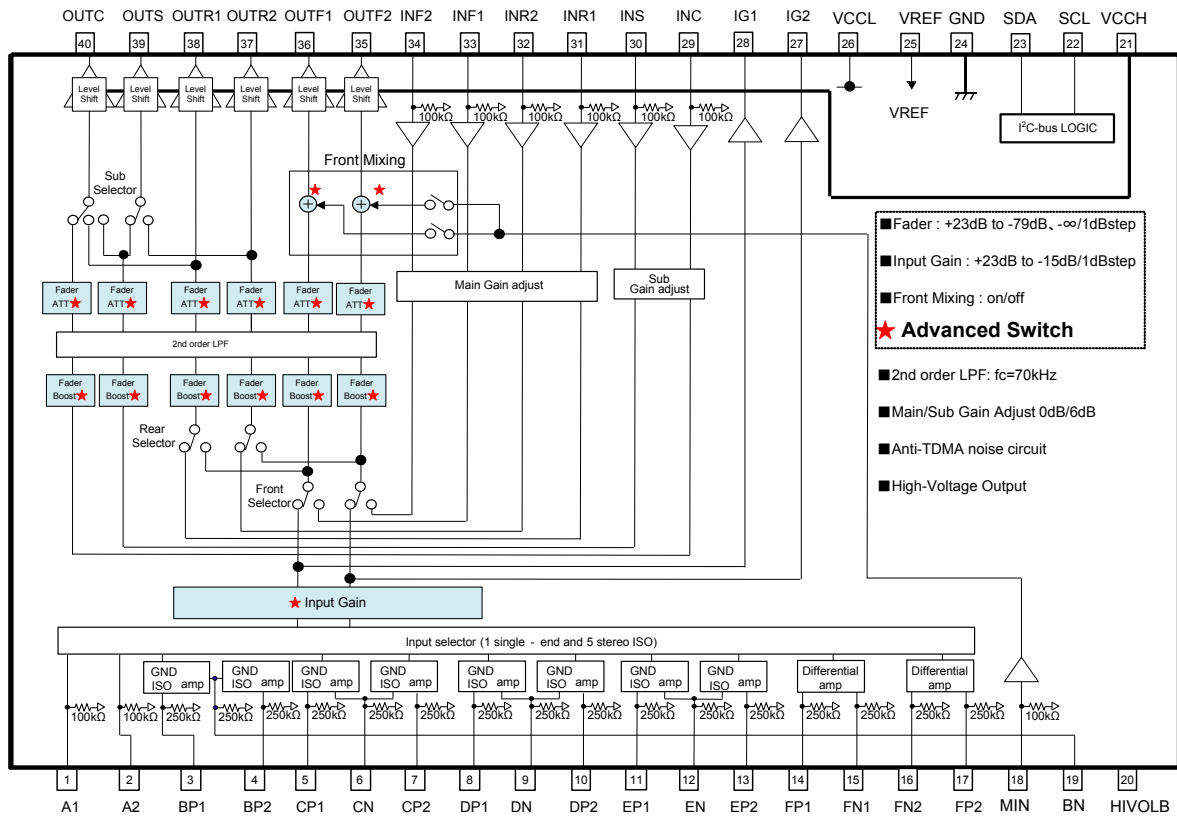 OUTC OUTS OUTR1 OUTR2 OUTF1 OUTF2 INF2 INF1 INR2 INR1 INS INC IG1 IG2 VCCL VREF GND SDA SCL VCCH
40 39 38 37 36 35 34 33 32 31 30 29 28 27 26 25 24 23 22 21
Level Shift
Level Shift
Level Shift
Level Shift
Level Shift
Level Shift
100kΩ 100kΩ 100kΩ 100kΩ 100kΩ 100kΩ
VREF
I²C-bus LOGIC
Front Mixing
Sub
Selector
+ +
Main Gain adjust
Sub
Gain adjust
Fader
ATT★
Fader
ATT★
Fader
ATT★
Fader
ATT★
Fader
ATT★
Fader
ATT★
2nd order LPF
Fader
Boost★
Fader
Boost★
Fader
Boost★
Fader
Boost★
Fader
Boost★
Fader
Boost★
Rear
Selector
Front
Selector
■Fader : +23dB to -79dB、-∞/1dBstep
■Input Gain : +23dB to -15dB/1dBstep
■Front Mixing : on/off
★ Advanced Switch
■2nd order LPF: fc=70kHz
■Main/Sub Gain Adjust 0dB/6dB
■Anti-TDMA noise circuit
■High-Voltage Output
★ Input Gain
Input selector (1 single - end and 5 stereo ISO)
GND
ISO amp
GND
ISO amp
GND
ISO amp
GND
ISO amp
GND
ISO amp
GND
ISO amp
GND
ISO amp
GND
ISO amp
Differential
amp
Differential
amp
100kΩ 100kΩ 250kΩ 250kΩ 250kΩ 250kΩ 250kΩ 250kΩ 250kΩ 250kΩ 250kΩ 250kΩ 250kΩ 250kΩ 250kΩ 250kΩ 250kΩ 250kΩ 100kΩ
1 2 3 4 5 6 7 8 9 10 11 12 13 14 15 16 17 18 19 20
A1 A2 BP1 BP2 CP1 CN CP2 DP1 DN DP2 EP1 EN EP2 FP1 FN1 FN2 FP2 MIN BN HIVOLB